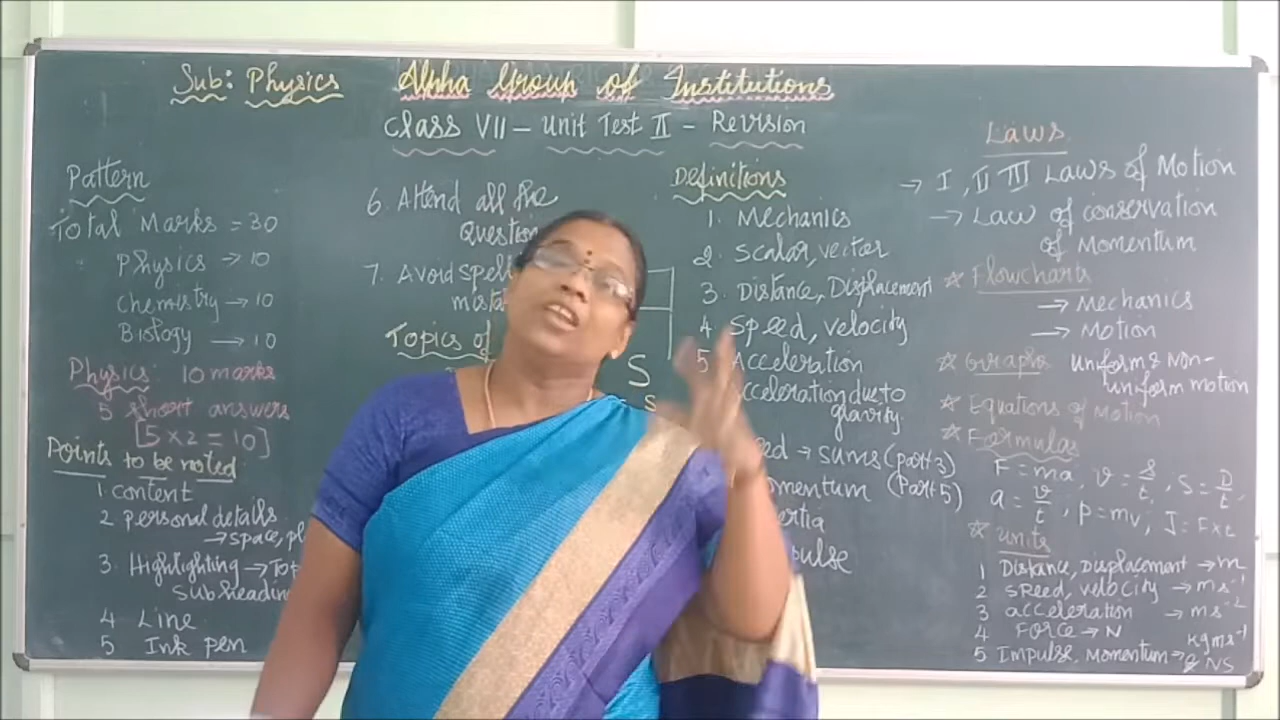 Sub: Physics
Alpha Group of Institutions
Class VII – Unit Test II – Revision
Pattern
Total Marks = 30
Physics → 10
Chemistry → 10
Biology → 10
Physics: 10 marks
5 short answers
[5 x 2 = 10]
Points to be noted
1. content
2 personal details
→ space,
3. Highlighting →
4 Line
5 Ink pen
6. Attend all the
7. Avoid
Topics of
S
S
Definitions
1. Mechanics
2. Scalar, vector
3. Distance, Displacement
4 Speed, velocity
5 Acceleration
due to
gravity
→ sums (part 3)
(Part 5)
Laws
→ I, II III Laws of Motion
→ Law of conservation
of Momentum
☆ Flowcharts
→ Mechanics
→ Motion
☆ Graphs uniform & Non-
uniform motion
☆ Equations of Motion
☆ Formulas
F = ma, v = s/t, S = D/t,
a = v/t, p = mv, J = F x t
☆ units
1 Distance, displacement → m
2 speed, velocity → ms⁻¹
3 acceleration → ms⁻²
4 Force → N
5 Impulse, Momentum → kgms⁻¹
NS